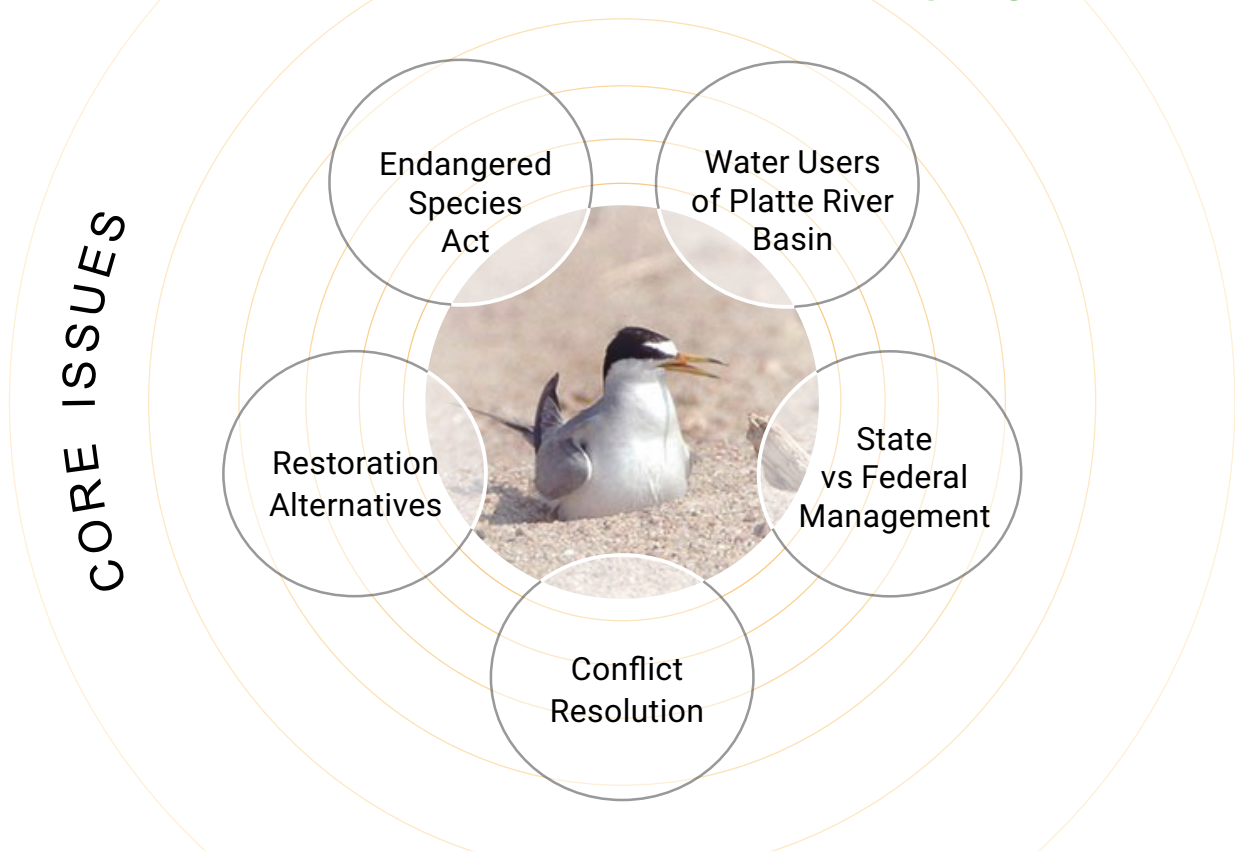 CORE ISSUES
Endangered
Species
Act
Water Users
of Platte River
Basin
Restoration
Alternatives
State
vs Federal
Management
Conflict
Resolution